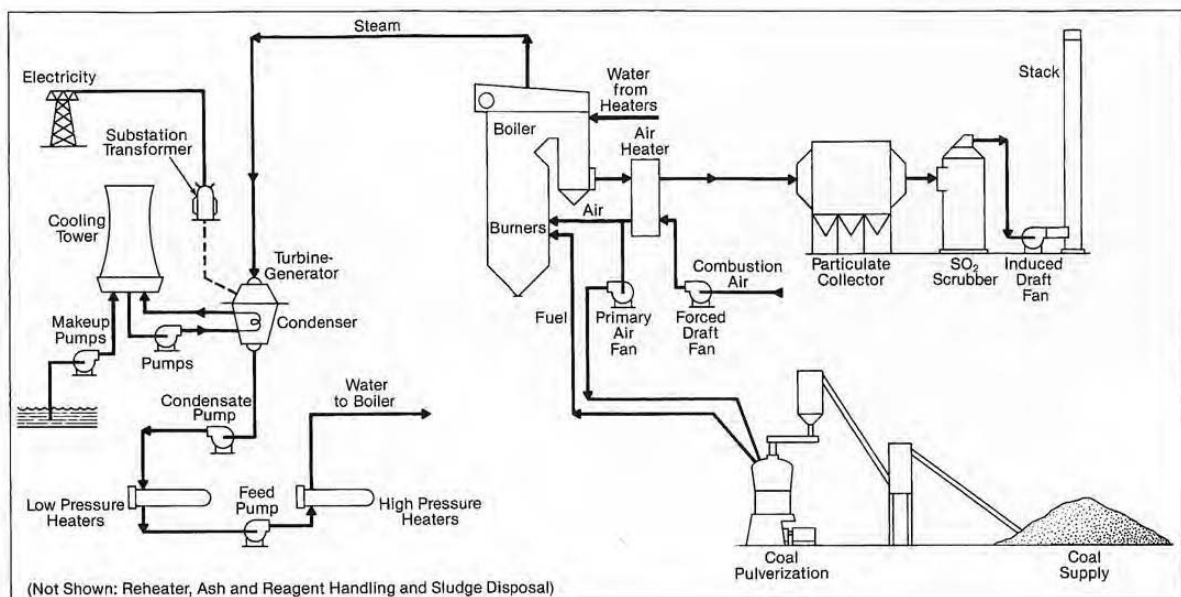 Steam
Electricity
Substation
Transformer
Cooling
Tower
Turbine-
Generator
Condenser
Makeup
Pumps
Pumps
Condensate
Pump
Water
to Boiler
Low Pressure
Heaters
Feed
Pump
High Pressure
Heaters
Water
from
Heaters
Boiler
Air
Heater
Air
Burners
Fuel
Primary
Air
Fan
Forced
Draft
Fan
Combustion
Air
Particulate
Collector
SO₂
Scrubber
Induced
Draft
Fan
Stack
Coal
Pulverization
Coal
Supply
(Not Shown: Reheater, Ash and Reagent Handling and Sludge Disposal)